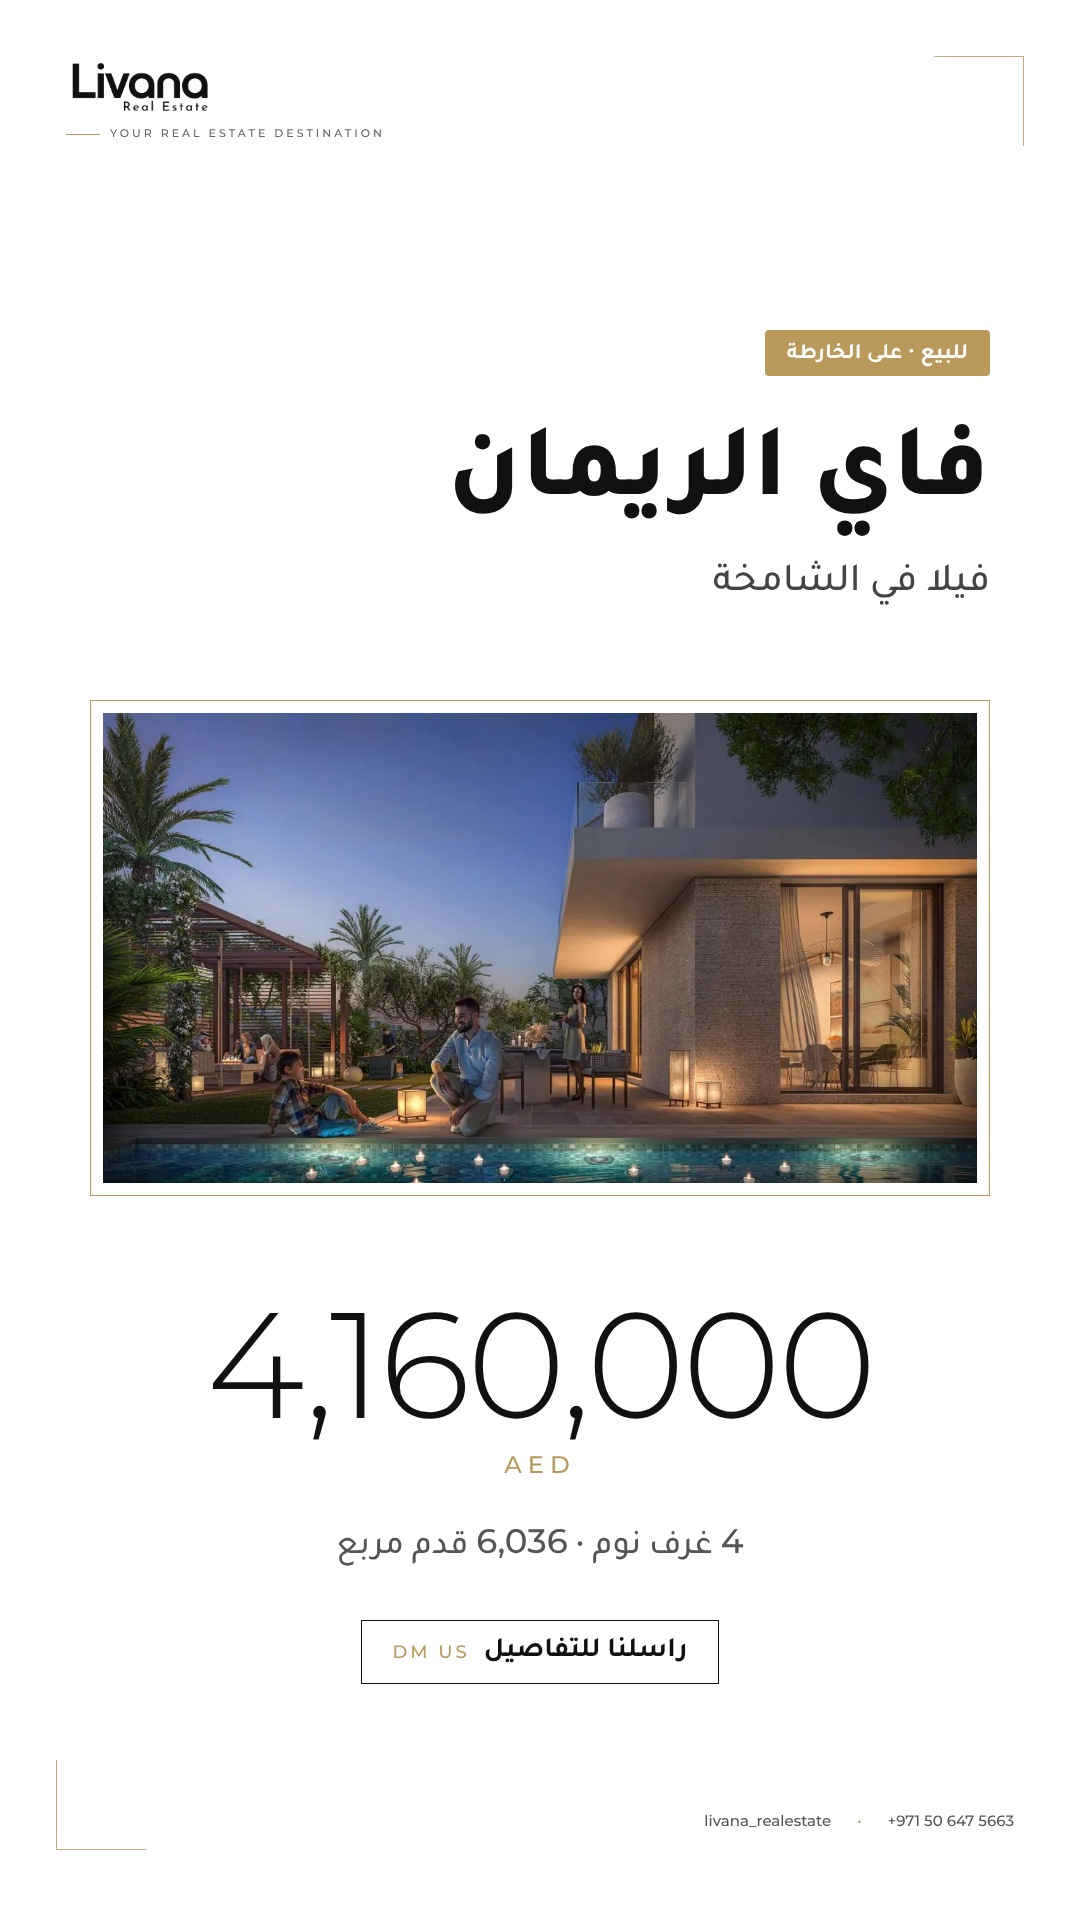 Livana
Real Estate
YOUR REAL ESTATE DESTINATION
للبيع · على الخارطة
فاي الريمان
فيلا في الشامخة
4,160,000
AED
4 غرف نوم · 6,036 قدم مربع
راسلنا للتفاصيل DM US
livana_realestate · +971 50 647 5663